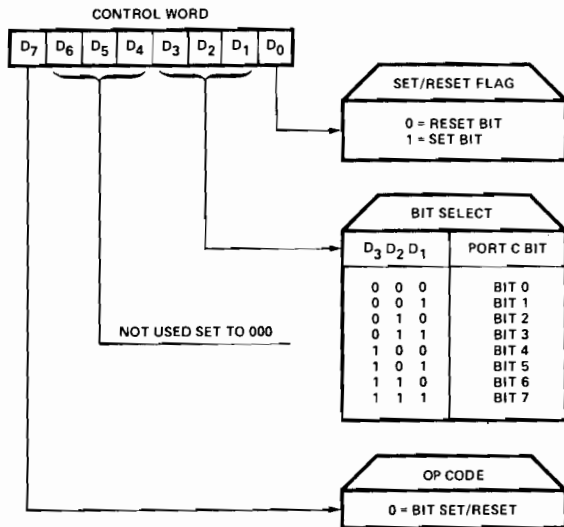 CONTROL WORD
D7 D6 D5 D4 D3 D2 D1 D0
SET/RESET FLAG
0 = RESET BIT
1 = SET BIT
BIT SELECT
D3 D2 D1 PORT C BIT
0 0 0 BIT 0
0 0 1 BIT 1
0 1 0 BIT 2
0 1 1 BIT 3
1 0 0 BIT 4
1 0 1 BIT 5
1 1 0 BIT 6
1 1 1 BIT 7
NOT USED SET TO 000
OP CODE
0 = BIT SET/RESET